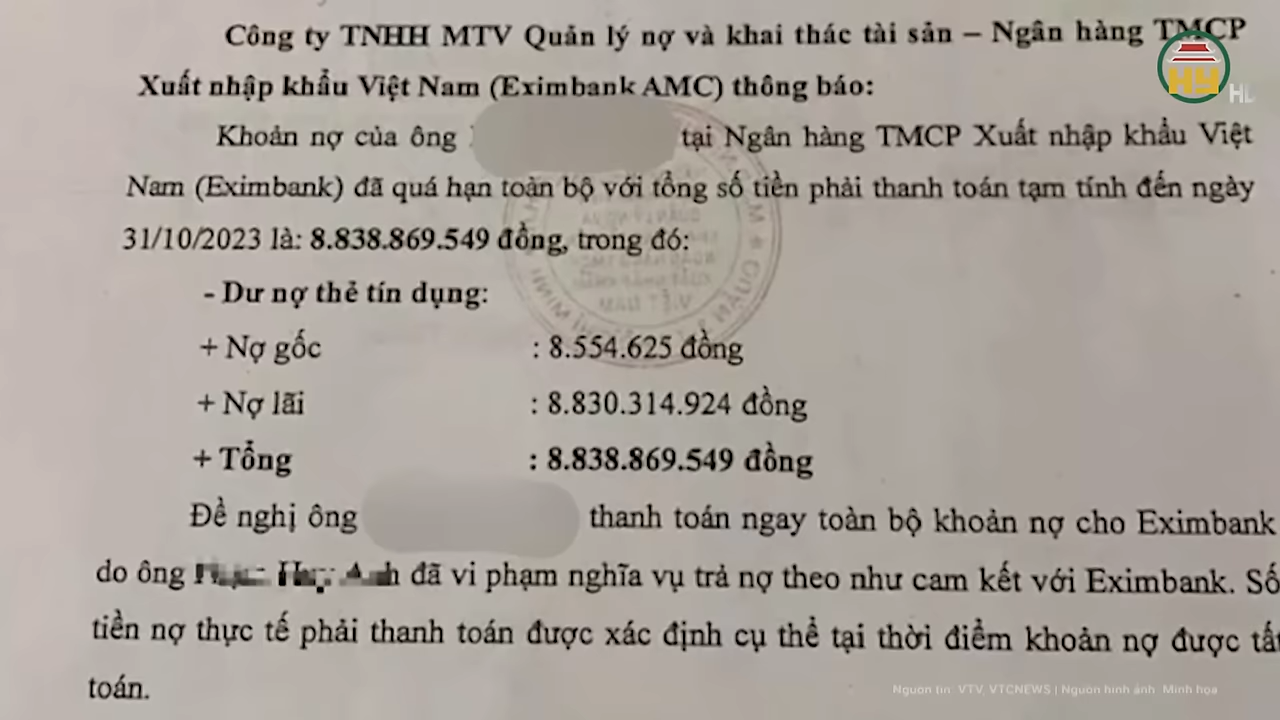 Công ty TNHH MTV Quản lý nợ và khai thác tài sản – Ngân hàng TMCP
Xuất nhập khẩu Việt Nam (Eximbank AMC) thông báo:
Khoản nợ của ông tại Ngân hàng TMCP Xuất nhập khẩu Việt
Nam (Eximbank) đã quá hạn toàn bộ với tổng số tiền phải thanh toán tạm tính đến ngày
31/10/2023 là: 8.838.869.549 đồng, trong đó:
- Dư nợ thẻ tín dụng:
+ Nợ gốc : 8.554.625 đồng
+ Nợ lãi : 8.830.314.924 đồng
+ Tổng : 8.838.869.549 đồng
Đề nghị ông thanh toán ngay toàn bộ khoản nợ cho Eximbank
do ông đã vi phạm nghĩa vụ trả nợ theo như cam kết với Eximbank. Số
tiền nợ thực tế phải thanh toán được xác định cụ thể tại thời điểm khoản nợ được tất
toán.
HY
HD
Nguồn tin: VTV, VTCNEWS | Nguồn hình ảnh: Minh họa